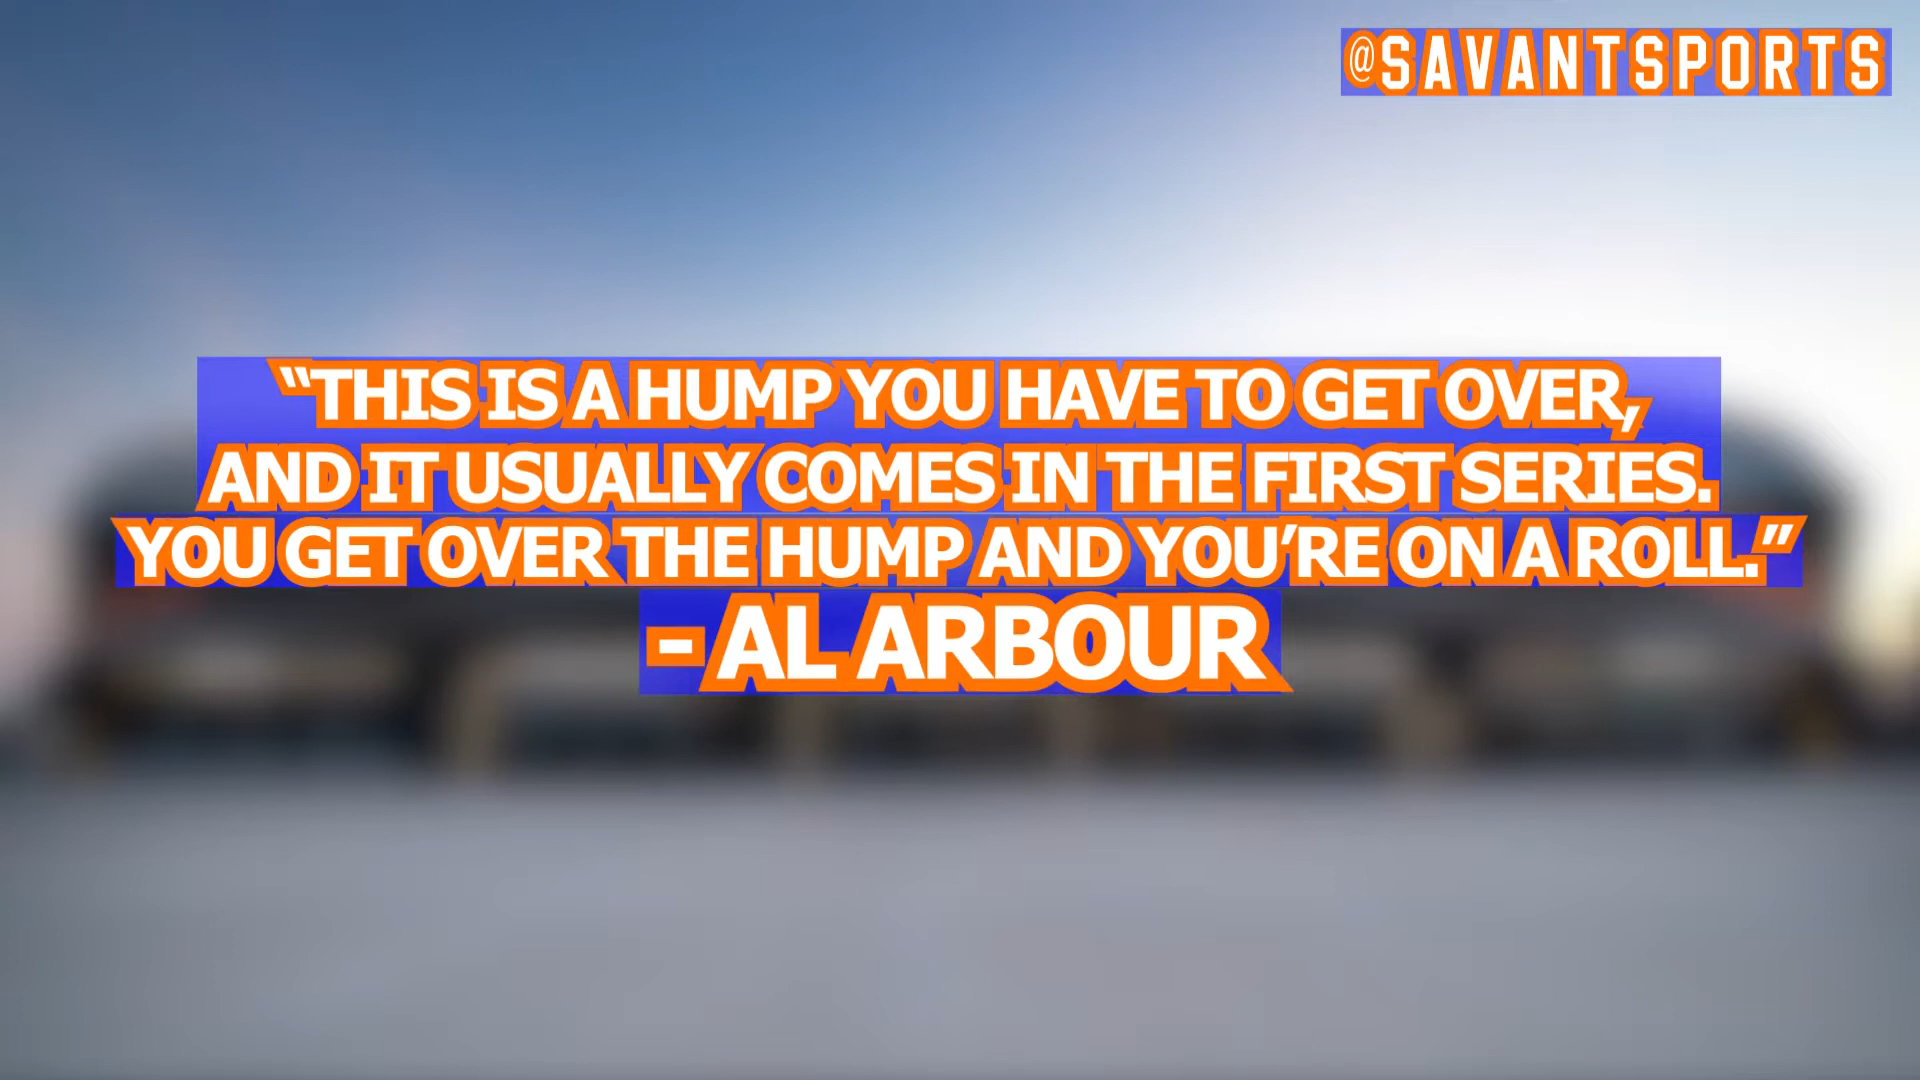 @SAVANTSPORTS
“THIS IS A HUMP YOU HAVE TO GET OVER,
AND IT USUALLY COMES IN THE FIRST SERIES.
YOU GET OVER THE HUMP AND YOU’RE ON A ROLL.”
- AL ARBOUR